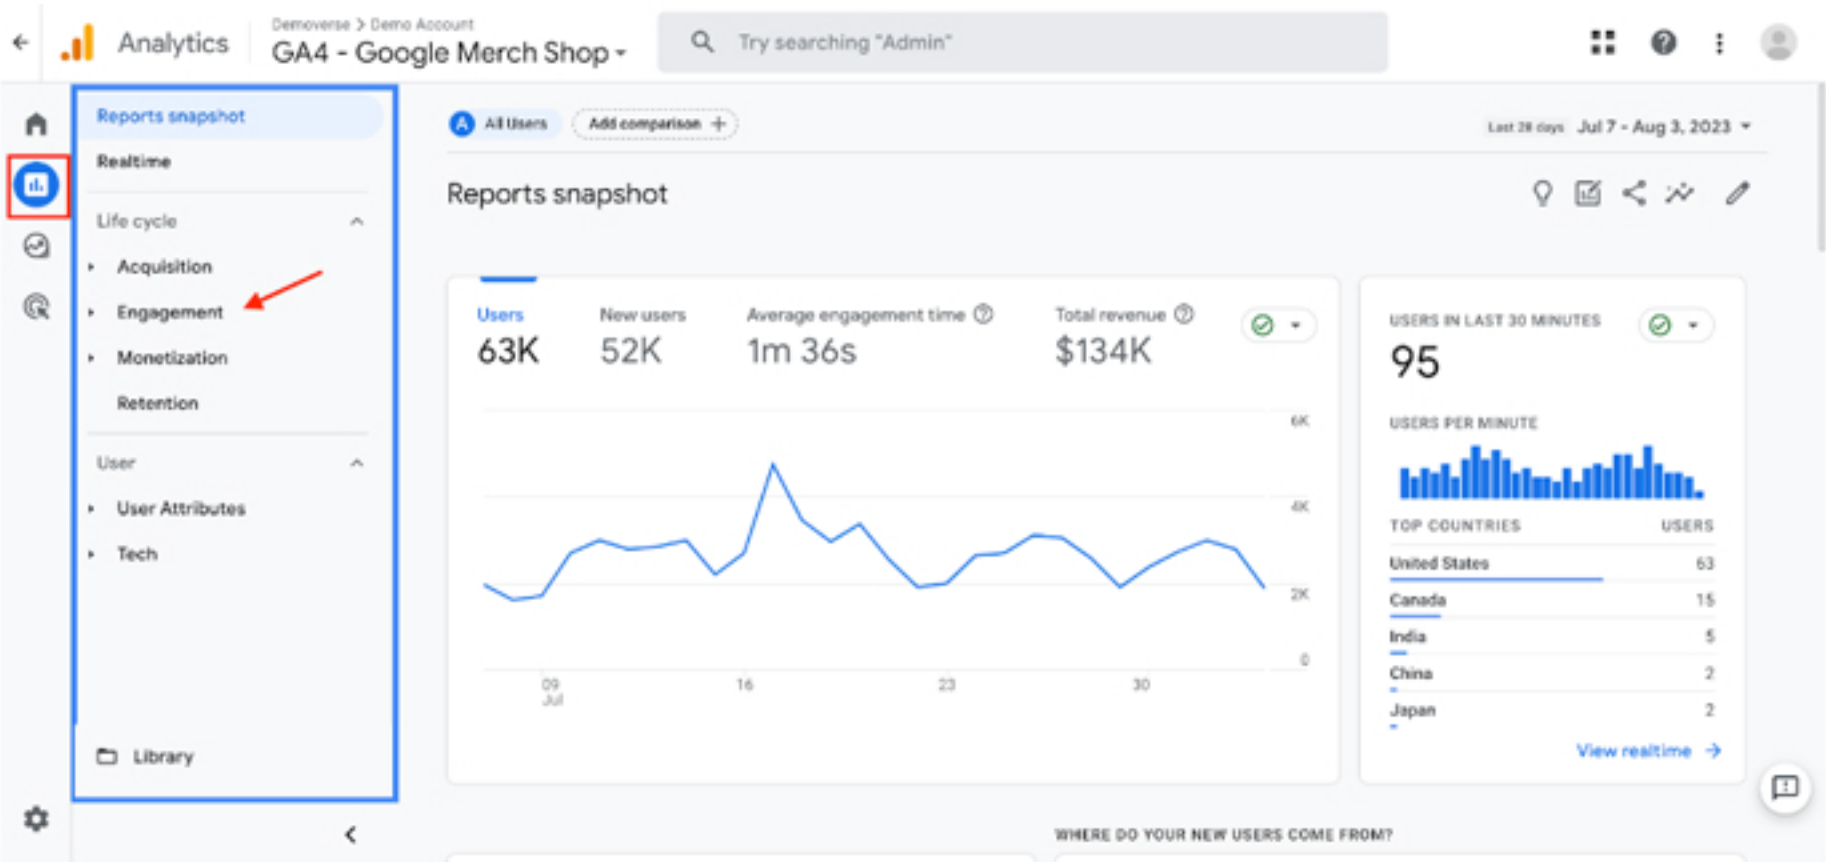 Analytics
Demoverse > Demo Account
GA4 - Google Merch Shop
Try searching "Admin"
Reports snapshot
Realtime
Life cycle
Acquisition
Engagement
Monetization
Retention
User
User Attributes
Tech
Library
A All Users
Add comparison +
Last 28 days Jul 7 - Aug 3, 2023
Reports snapshot
Users New users Average engagement time Total revenue
63K 52K 1m 36s $134K
6K
4K
2K
0
09 16 23 30
Jul
USERS IN LAST 30 MINUTES
95
USERS PER MINUTE
TOP COUNTRIES USERS
United States 63
Canada 15
India 5
China 2
Japan 2
View realtime
WHERE DO YOUR NEW USERS COME FROM?